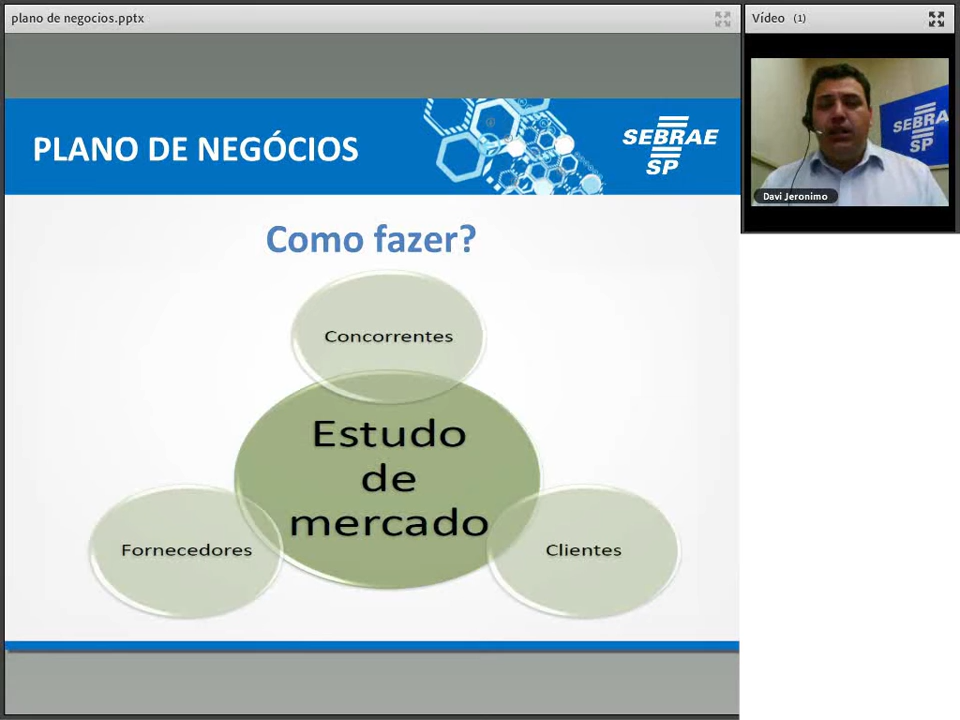 plano de negocios.pptx
Vídeo (1)
PLANO DE NEGÓCIOS
SEBRAE
SP
SEBRAE
SP
Davi Jeronimo
Como fazer?
Concorrentes
Estudo
de
mercado
Fornecedores
Clientes